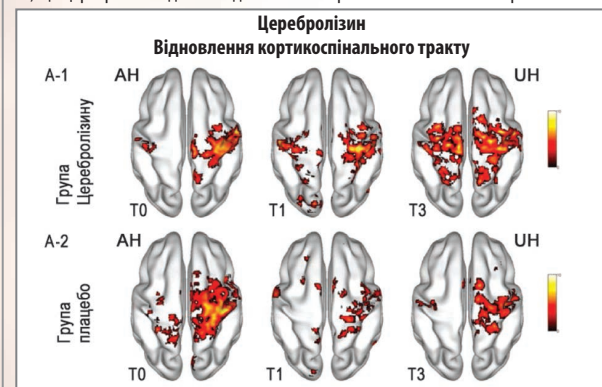 Церебролізин
Відновлення кортикоспінального тракту
A-1
AH
UH
Група
Церебролізину
T0
T1
T3
A-2
AH
UH
Група
плацебо
T0
T1
T3